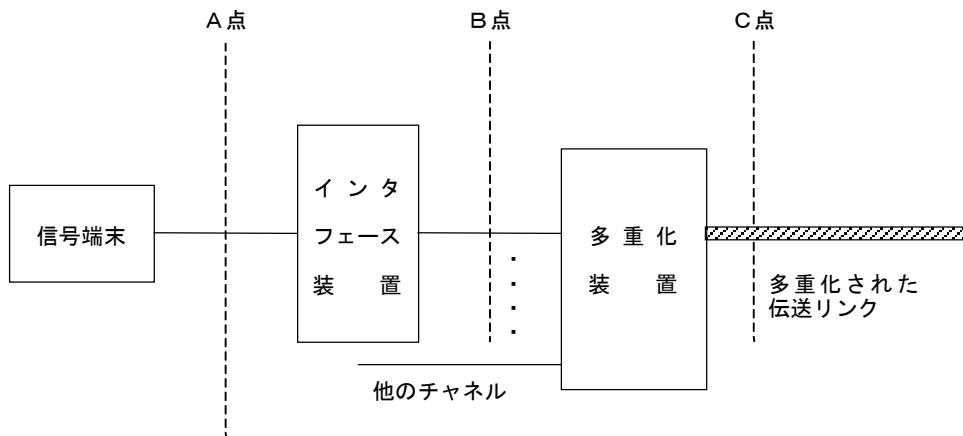 A点
B点
C点
信号端末
インタ
フェース
装置
多重化
装置
多重化された
伝送リンク
他のチャネル